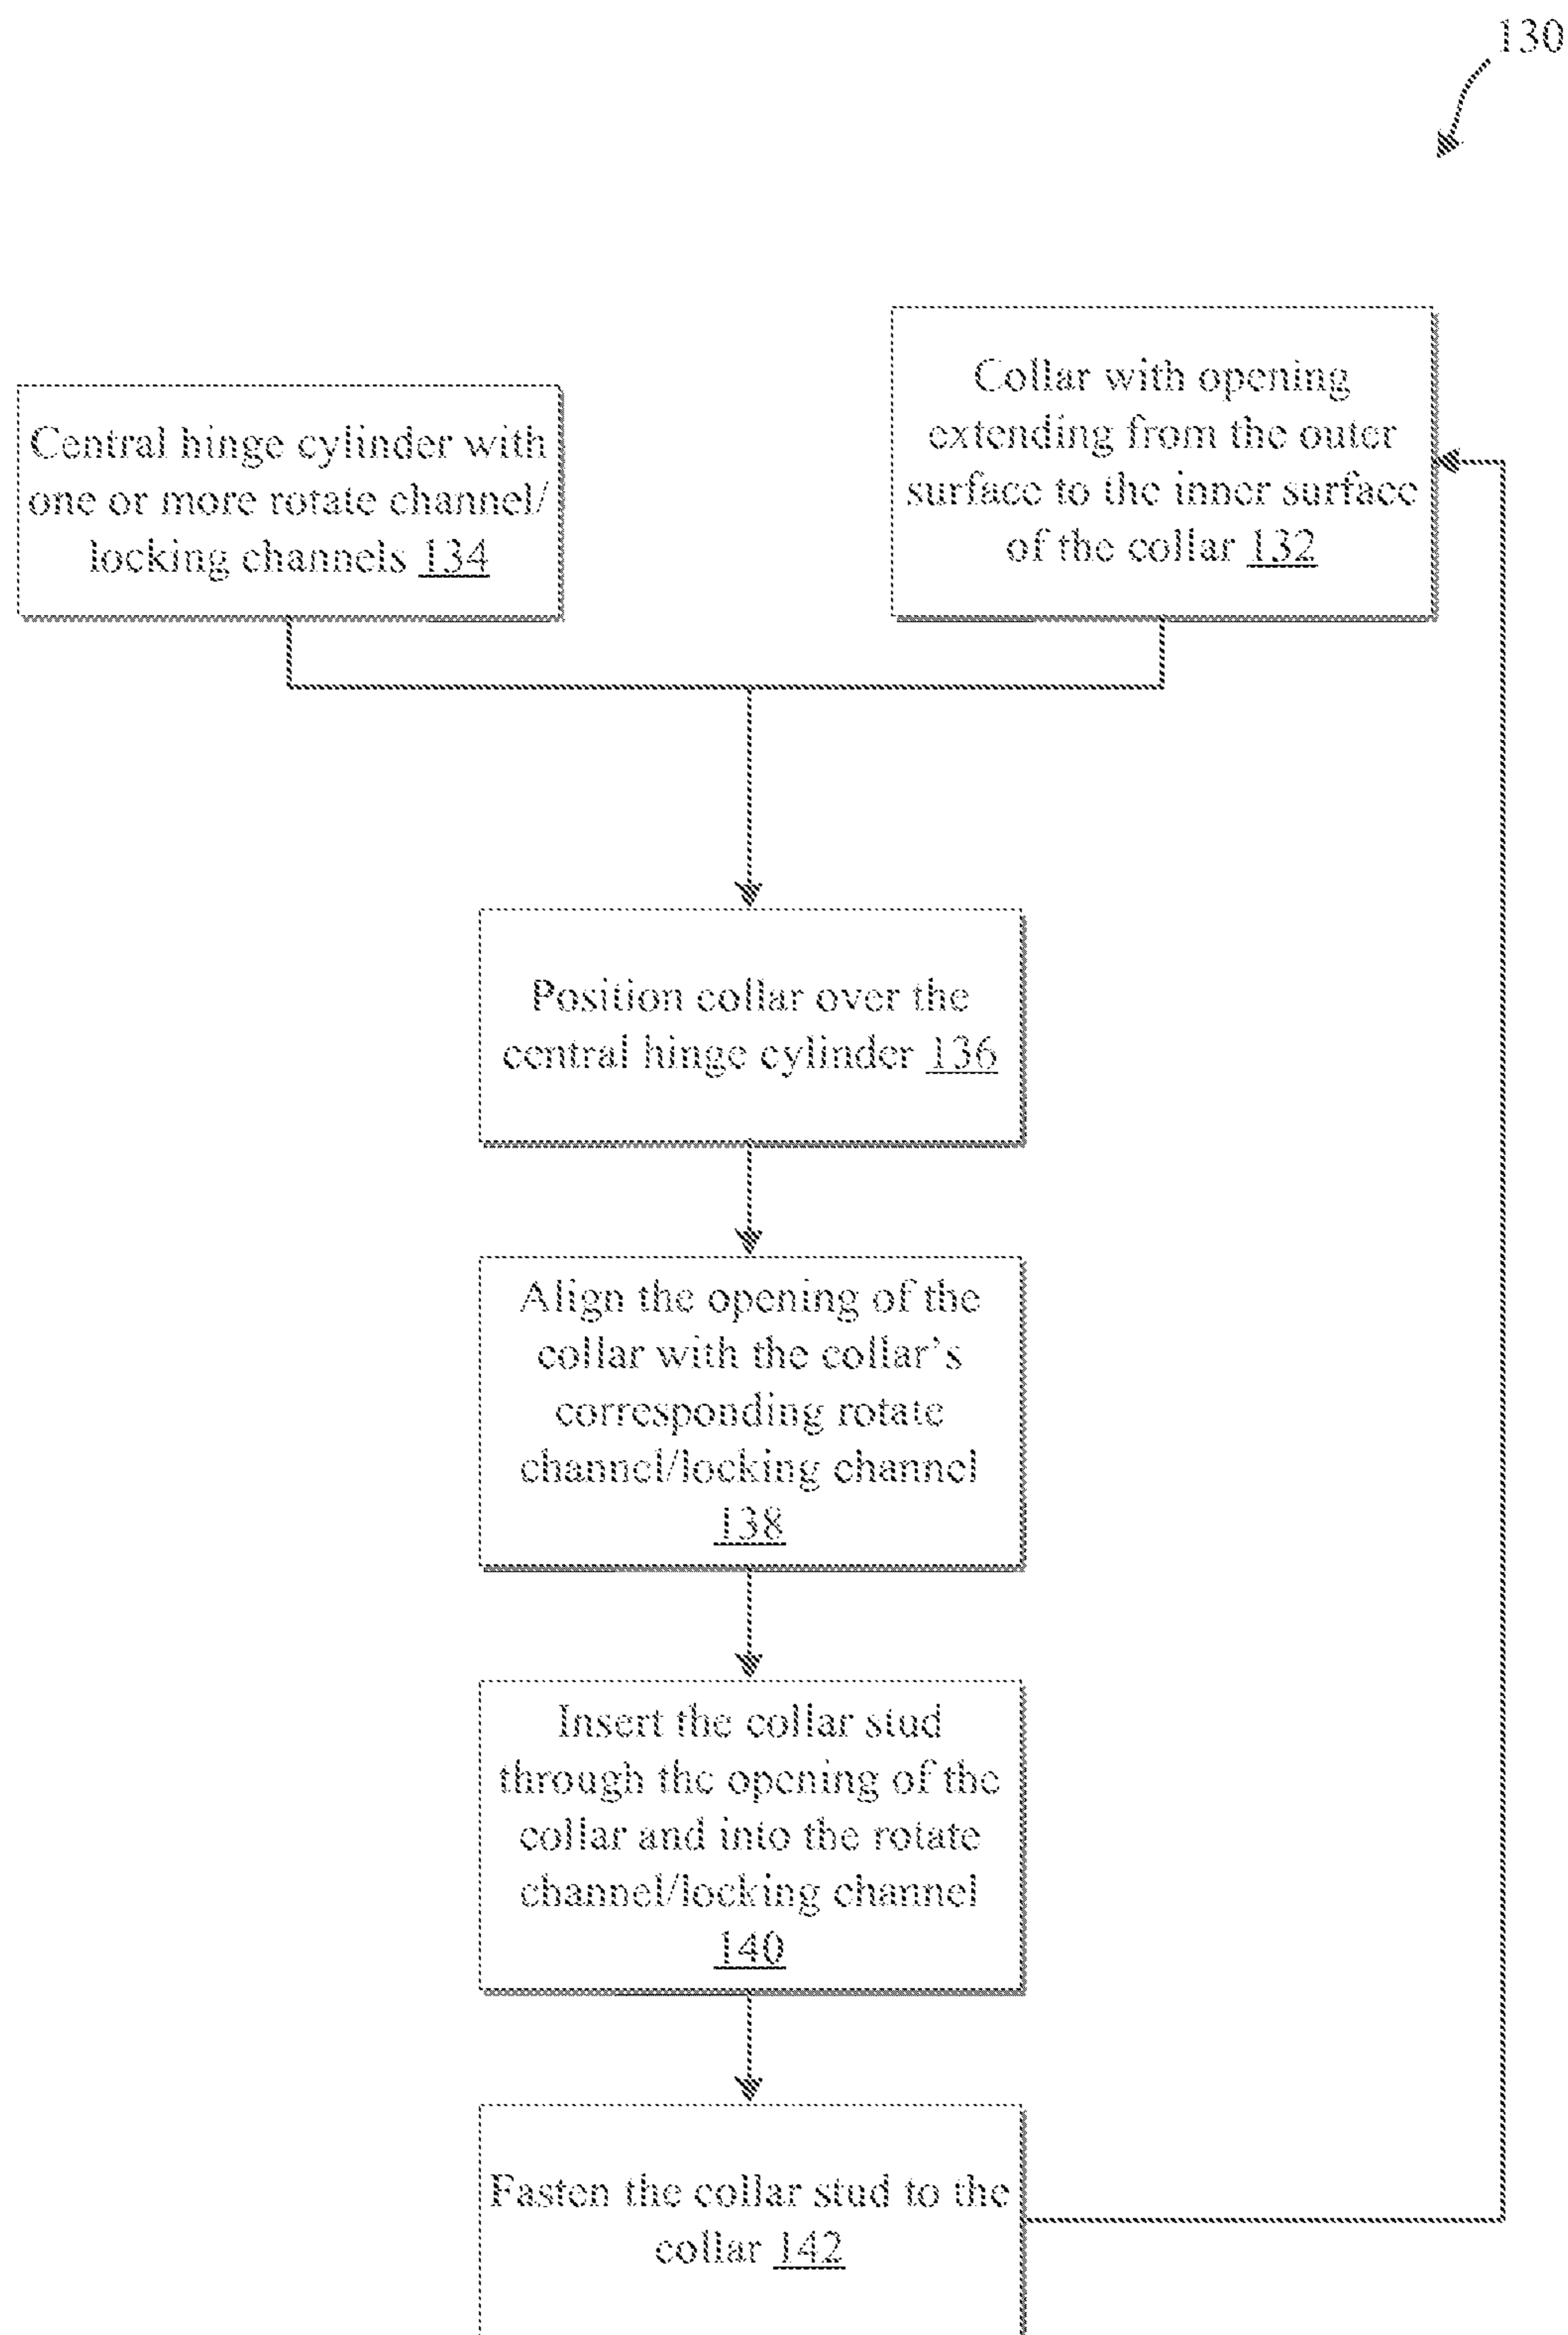 130
Central hinge cylinder with
one or more rotate channel/
locking channels 134
Collar with opening
extending from the outer
surface to the inner surface
of the collar 132
Position collar over the
central hinge cylinder 136
Align the opening of the
collar with the collar's
corresponding rotate
channel/locking channel
138
Insert the collar stud
through the opening of the
collar and into the rotate
channel/locking channel
140
Fasten the collar stud to the
collar 142